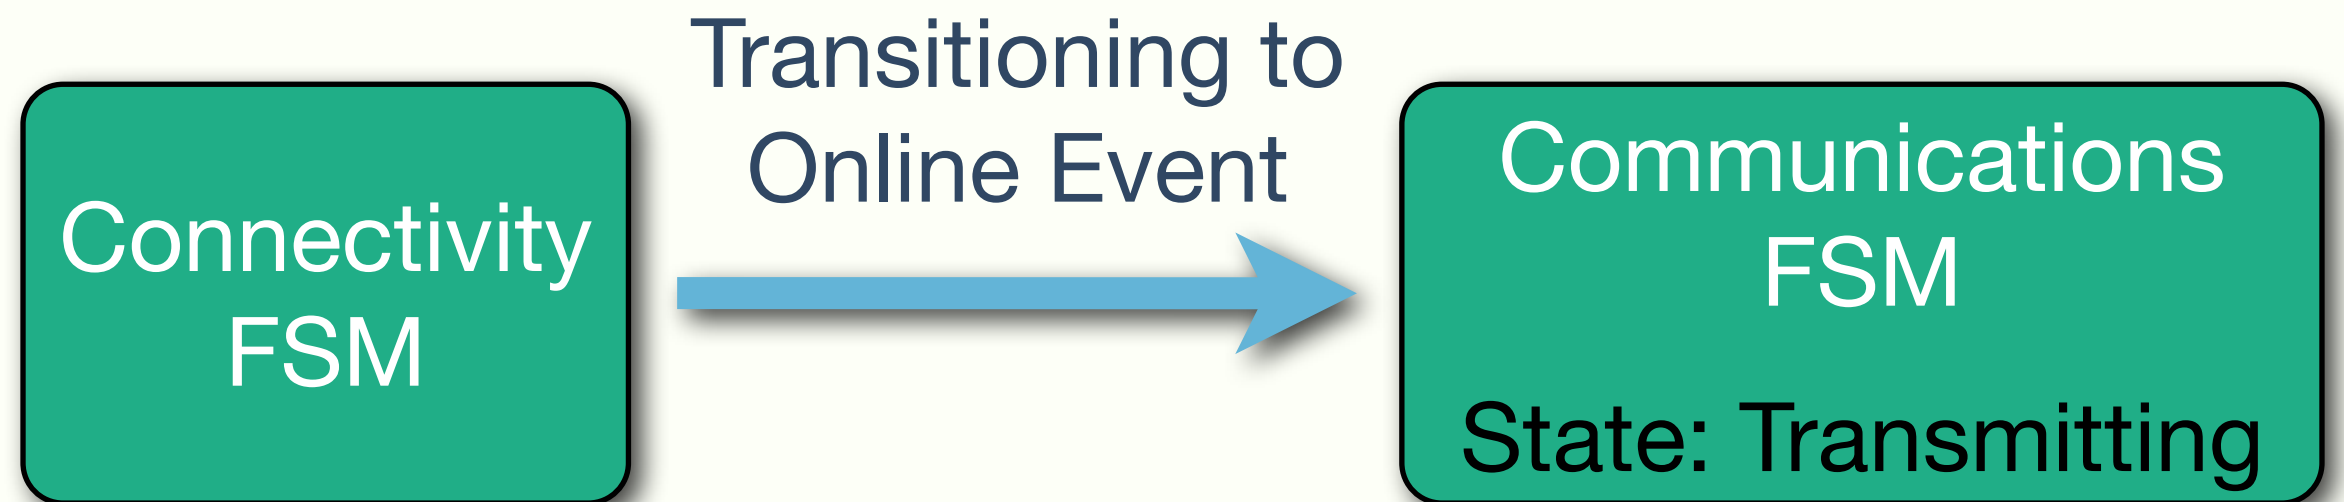 Connectivity
FSM
Transitioning to
Online Event
Communications
FSM
State: Transmitting